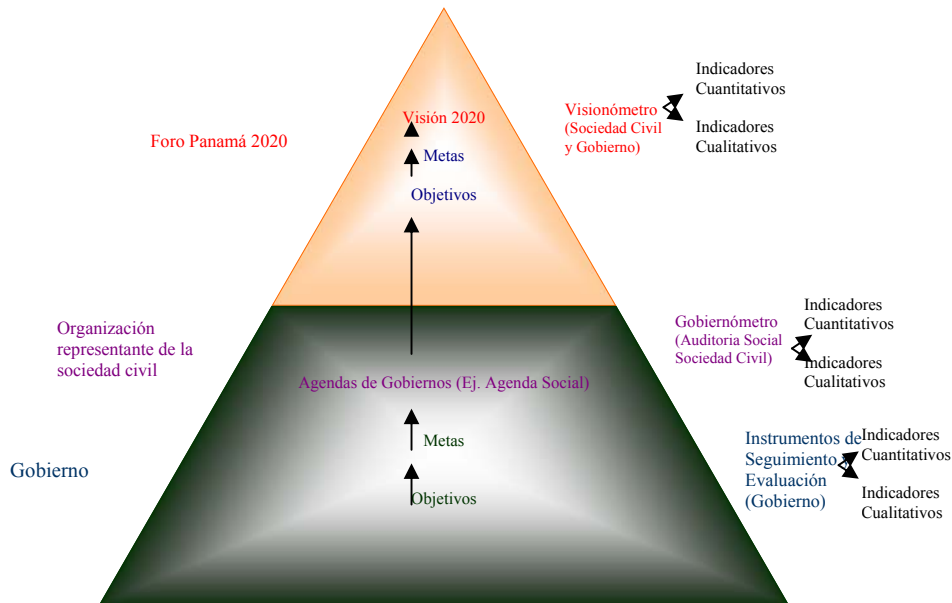 Visión 2020
Metas
Objetivos
Foro Panamá 2020
Visionómetro
(Sociedad Civil
y Gobierno)
Indicadores
Cuantitativos
Indicadores
Cualitativos
Organización
representante de la
sociedad civil
Agendas de Gobiernos (Ej. Agenda Social)
Gobiernómetro
(Auditoria Social
Sociedad Civil)
Indicadores
Cuantitativos
Indicadores
Cualitativos
Gobierno
Metas
Objetivos
Instrumentos de
Seguimiento y
Evaluación
(Gobierno)
Indicadores
Cuantitativos
Indicadores
Cualitativos